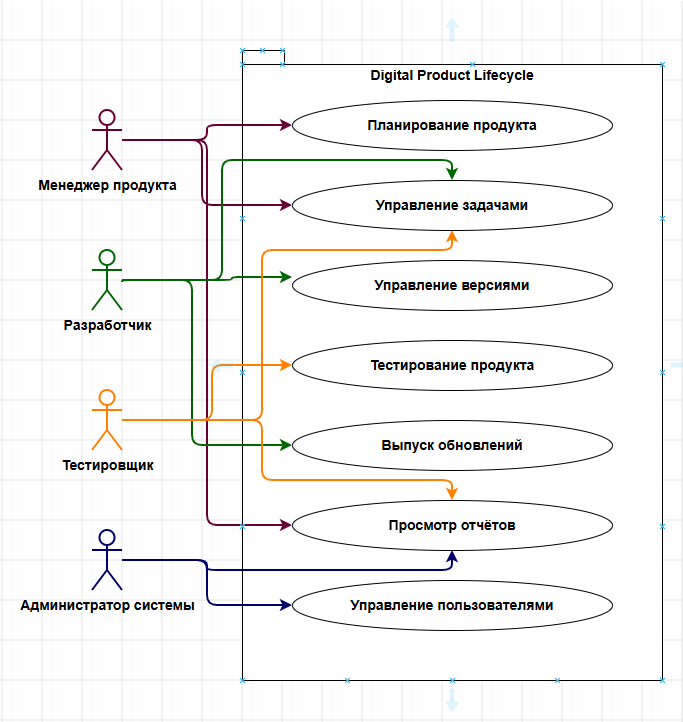 Digital Product Lifecycle
Планирование продукта
Менеджер продукта
Управление задачами
Управление версиями
Разработчик
Тестирование продукта
Выпуск обновлений
Тестировщик
Просмотр отчётов
Администратор системы
Управление пользователями